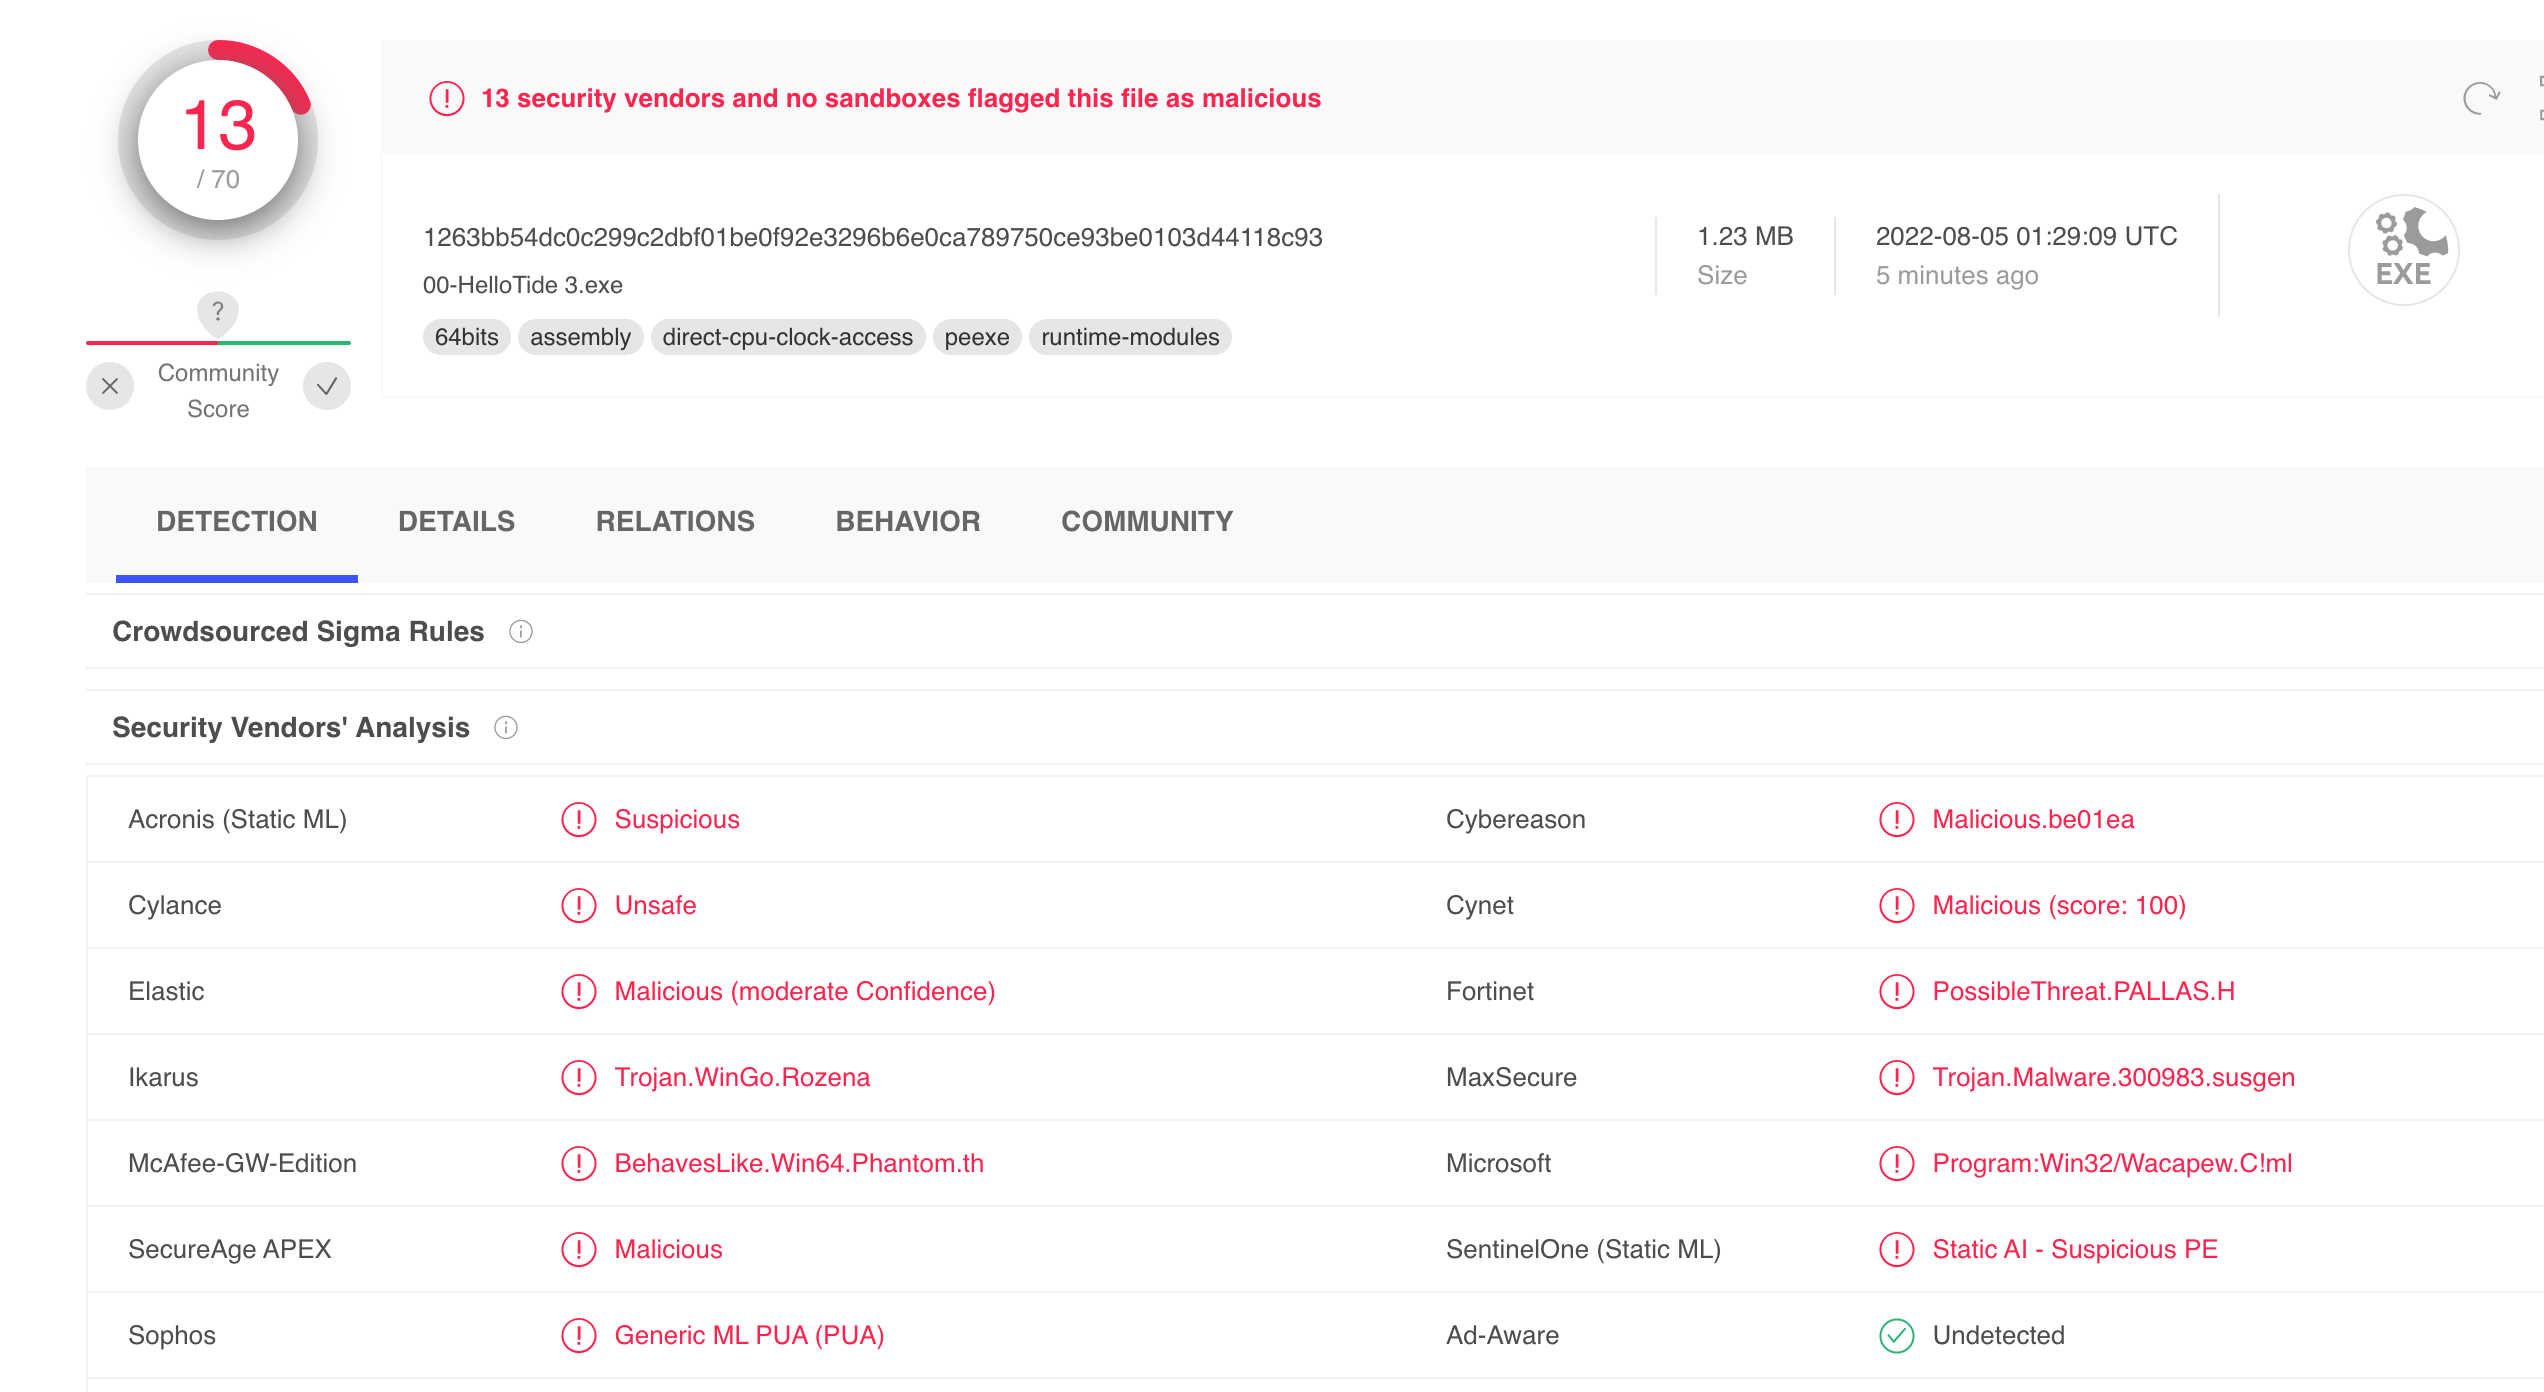 13
/ 70
?
Community
Score
13 security vendors and no sandboxes flagged this file as malicious
1263bb54dc0c299c2dbf01be0f92e3296b6e0ca789750ce93be0103d44118c93
00-HelloTide 3.exe
64bits assembly direct-cpu-clock-access peexe runtime-modules
1.23 MB
Size
2022-08-05 01:29:09 UTC
5 minutes ago
EXE
DETECTION DETAILS RELATIONS BEHAVIOR COMMUNITY
Crowdsourced Sigma Rules
Security Vendors' Analysis
Acronis (Static ML) Suspicious Cybereason Malicious.be01ea
Cylance Unsafe Cynet Malicious (score: 100)
Elastic Malicious (moderate Confidence) Fortinet PossibleThreat.PALLAS.H
Ikarus Trojan.WinGo.Rozena MaxSecure Trojan.Malware.300983.susgen
McAfee-GW-Edition BehavesLike.Win64.Phantom.th Microsoft Program:Win32/Wacapew.C!ml
SecureAge APEX Malicious SentinelOne (Static ML) Static AI - Suspicious PE
Sophos Generic ML PUA (PUA) Ad-Aware Undetected